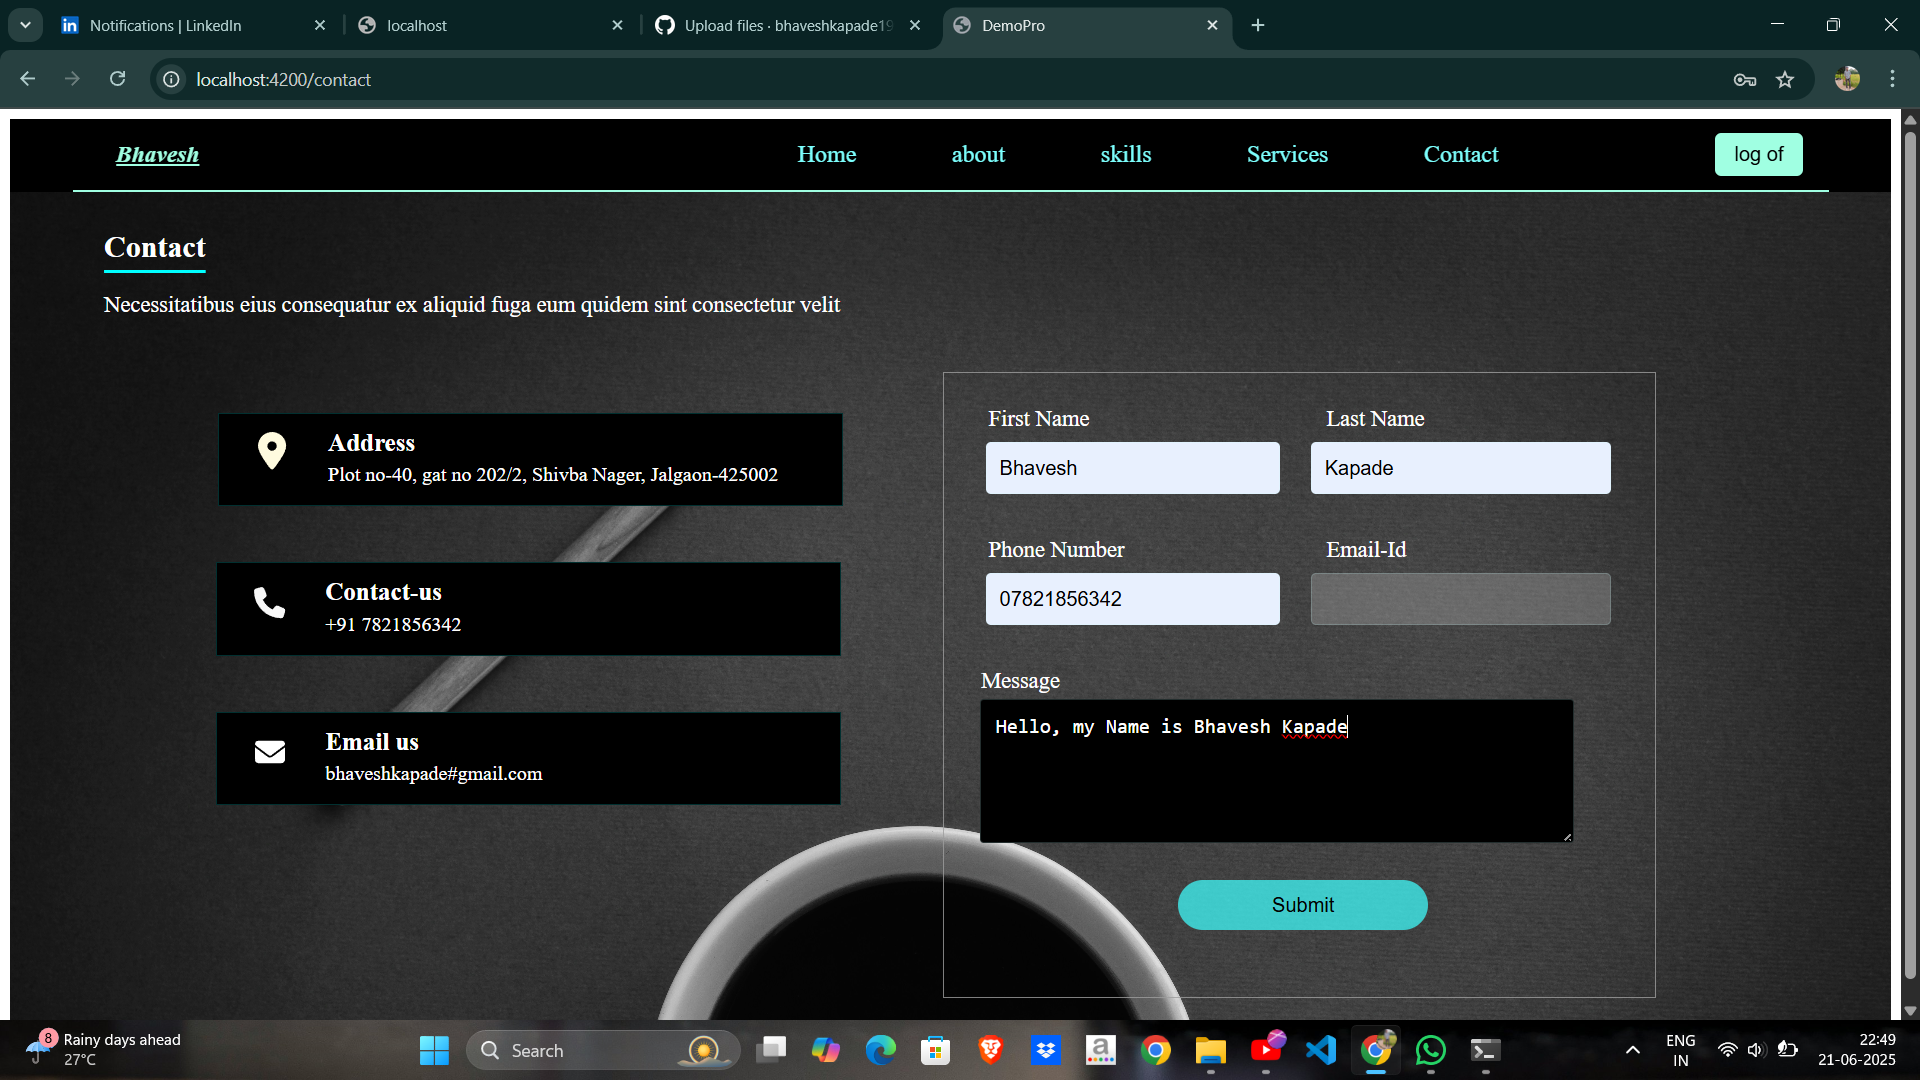 Notifications | LinkedIn
localhost
Upload files · bhaveshkapade19
DemoPro
localhost:4200/contact
Bhavesh
Home
about
skills
Services
Contact
log of
Contact
Necessitatibus eius consequatur ex aliquid fuga eum quidem sint consectetur velit
Address
Plot no-40, gat no 202/2, Shivba Nager, Jalgaon-425002
Contact-us
+91 7821856342
Email us
bhaveshkapade#gmail.com
First Name
Last Name
Bhavesh
Kapade
Phone Number
Email-Id
07821856342
Message
Hello, my Name is Bhavesh Kapade
Submit
8
Rainy days ahead
27°C
Search
a
ENG
IN
22:49
21-06-2025